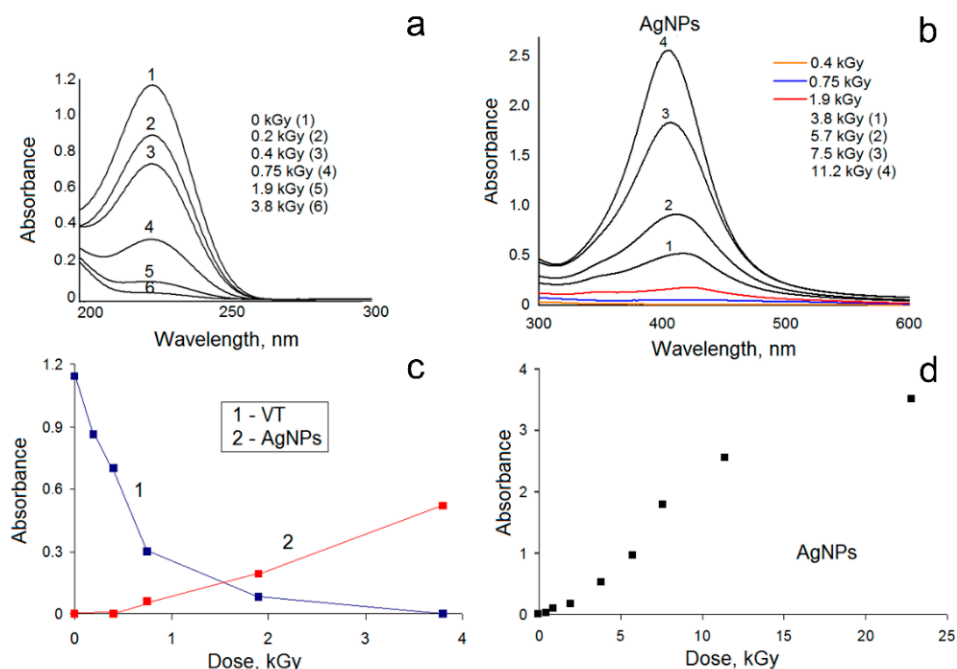 a
1.2
1.0
0.8
0.6
0.4
0.2
0
Absorbance
1
2
3
4
5
6
0 kGy (1)
0.2 kGy (2)
0.4 kGy (3)
0.75 kGy (4)
1.9 kGy (5)
3.8 kGy (6)
200 250 300
Wavelength, nm
b
AgNPs
2.5
2.0
1.5
1.0
0.5
0
Absorbance
4
3
2
1
0.4 kGy
0.75 kGy
1.9 kGy
3.8 kGy (1)
5.7 kGy (2)
7.5 kGy (3)
11.2 kGy (4)
300 400 500 600
Wavelength, nm
c
1.2
0.9
0.6
0.3
0
Absorbance
1 - VT
2 - AgNPs
1
2
0 1 2 3 4
Dose, kGy
d
4
3
2
1
0
Absorbance
AgNPs
0 5 10 15 20 25
Dose, kGy